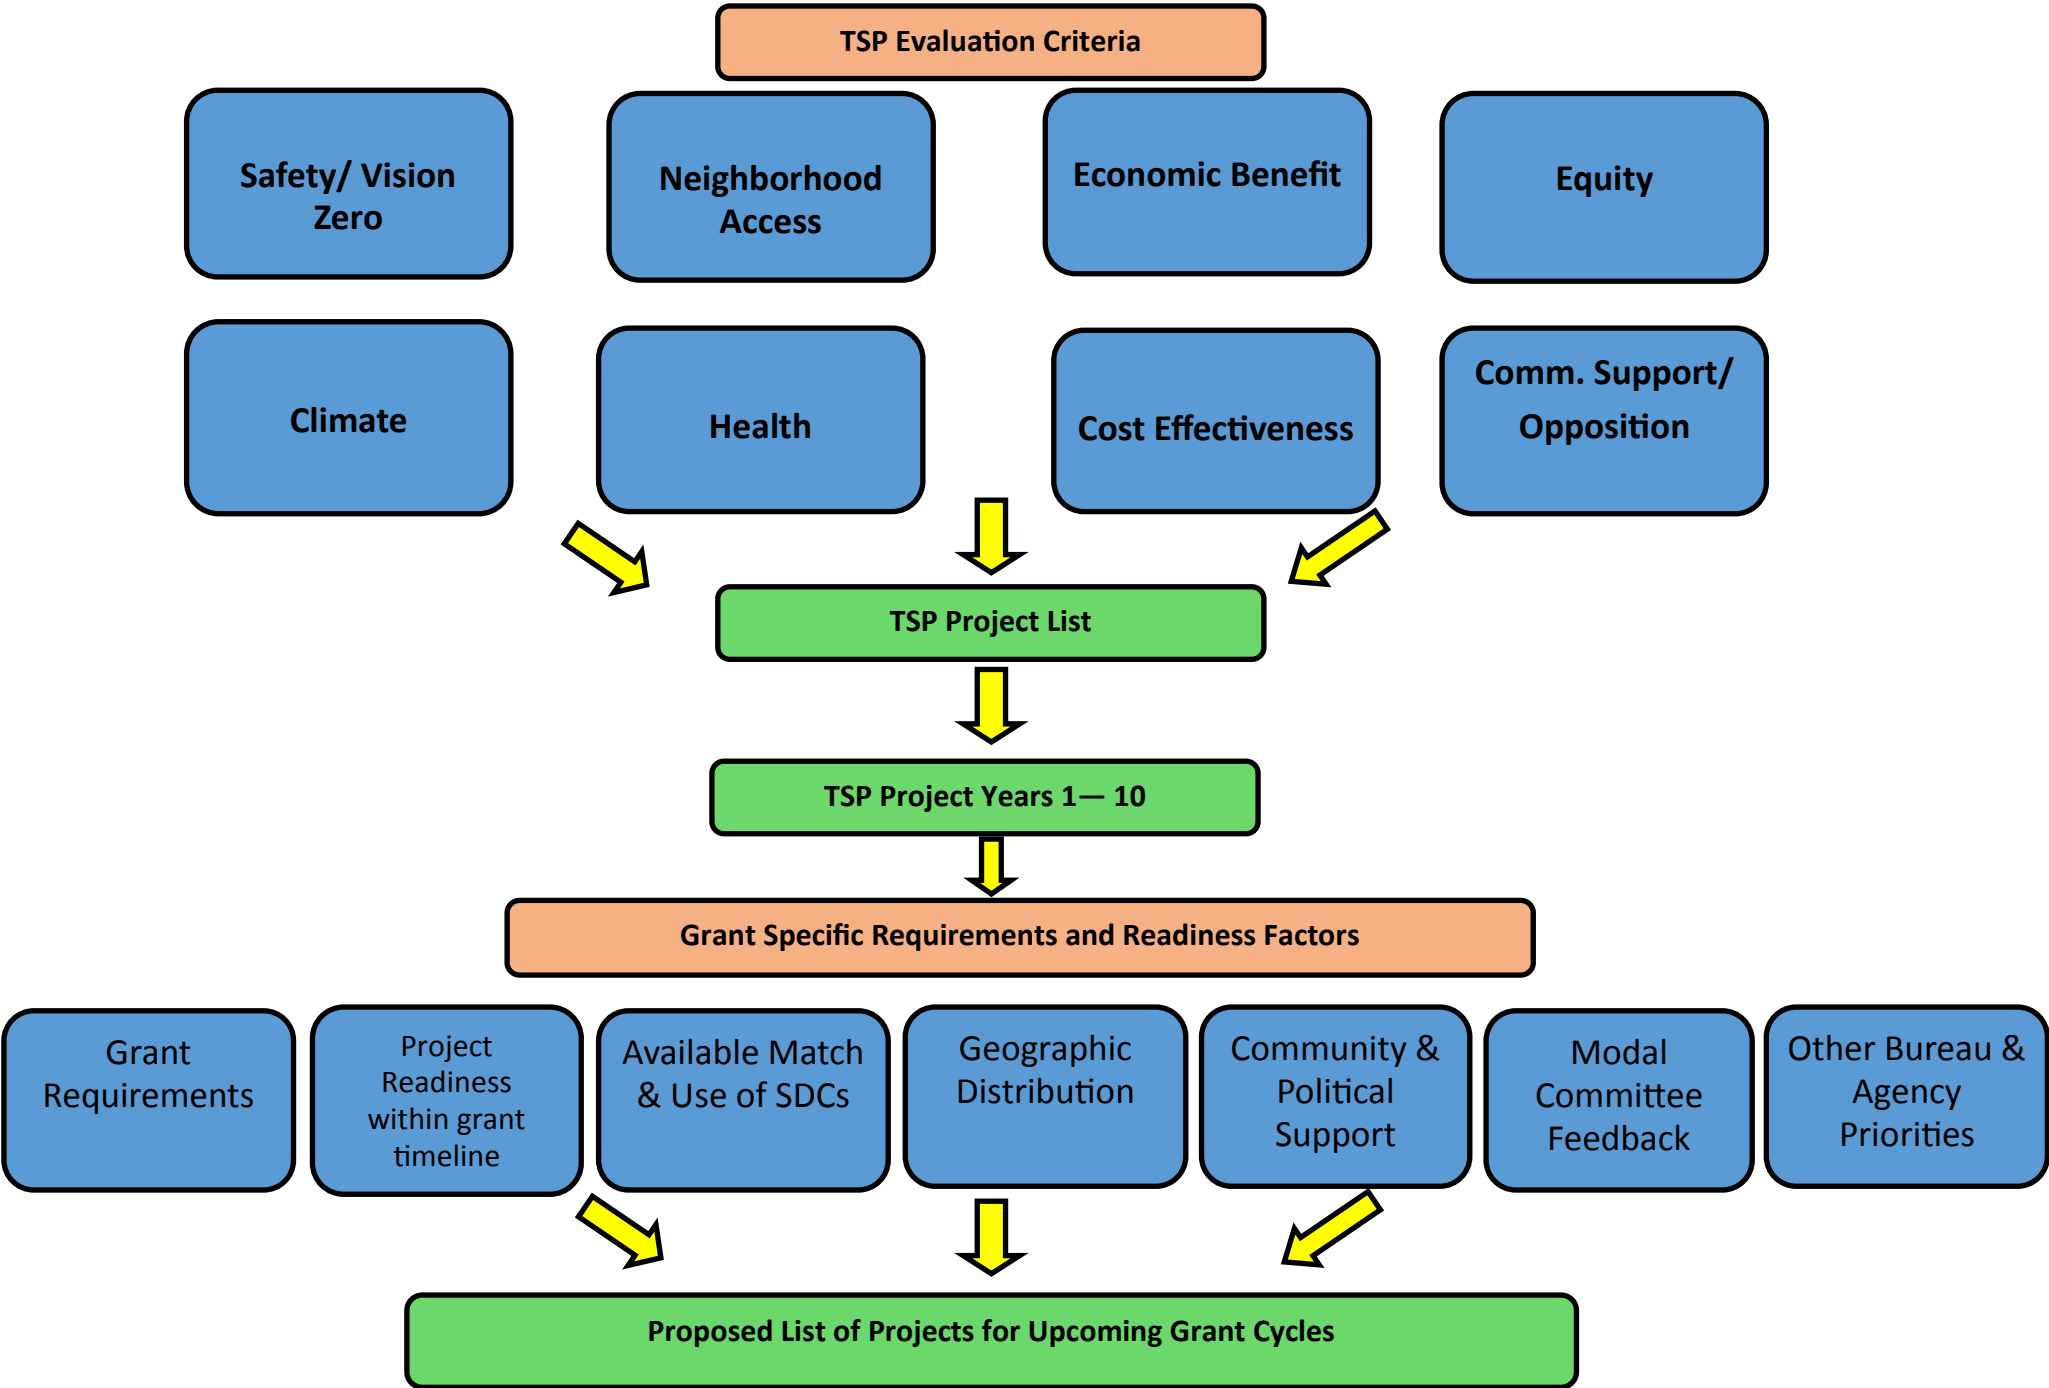 TSP Evaluation Criteria
Safety/ Vision
Zero
Neighborhood
Access
Economic Benefit
Equity
Climate
Health
Cost Effectiveness
Comm. Support/
Opposition
TSP Project List
TSP Project Years 1— 10
Grant Specific Requirements and Readiness Factors
Grant
Requirements
Project
Readiness
within grant
timeline
Available Match
& Use of SDCs
Geographic
Distribution
Community &
Political
Support
Modal
Committee
Feedback
Other Bureau &
Agency
Priorities
Proposed List of Projects for Upcoming Grant Cycles